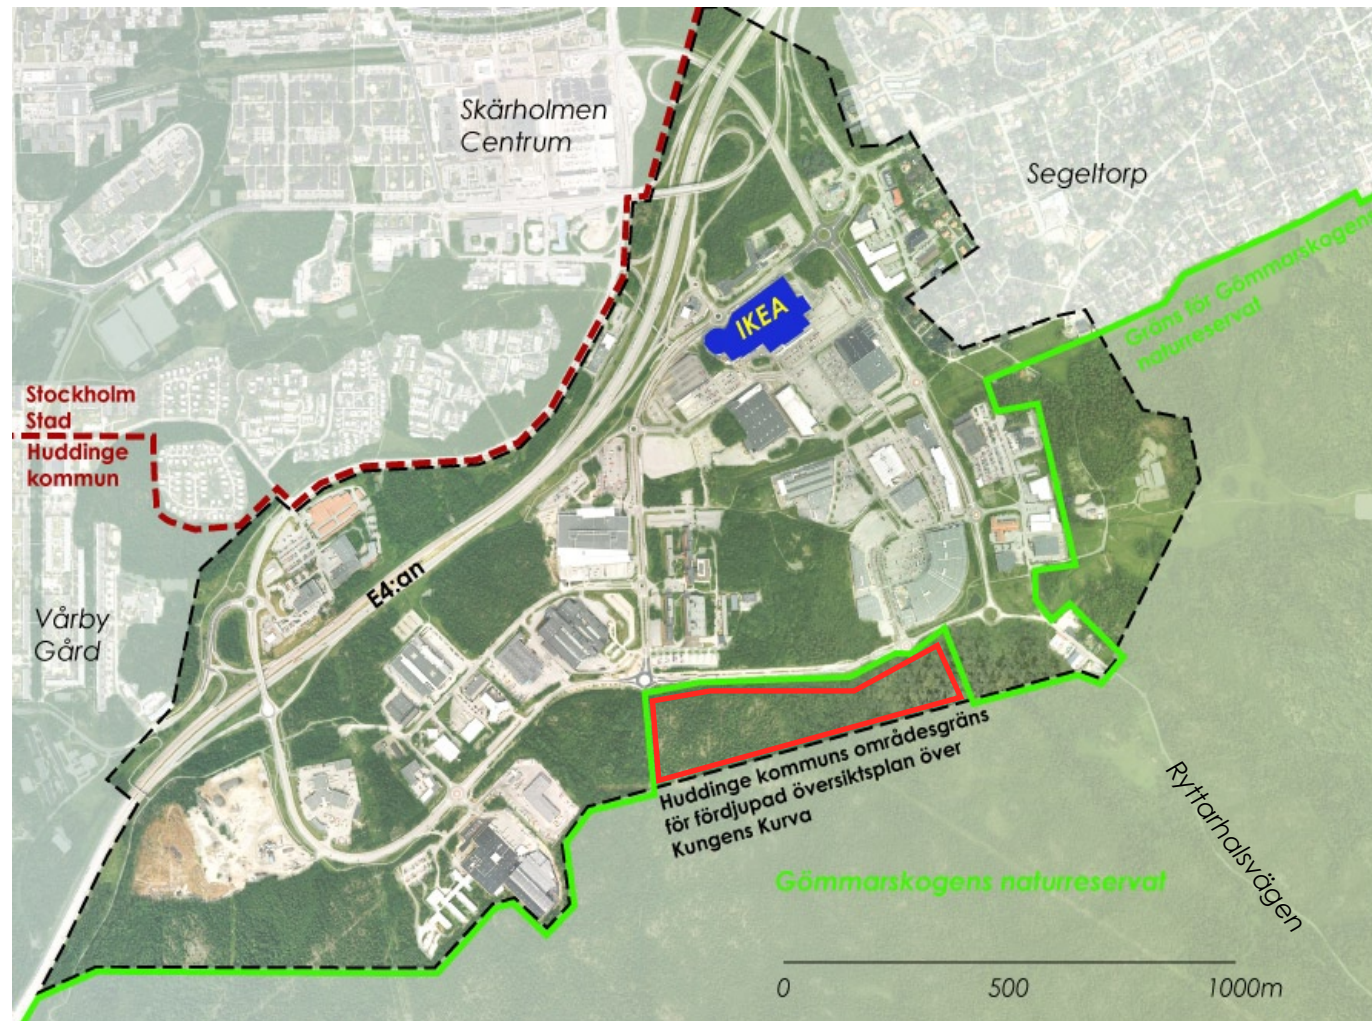 Skärholmen
Centrum
Segeltorp
Gräns för Gömmarskogens
naturreservat
IKEA
Stockholm
Stad
Huddinge
kommun
E4:an
Vårby
Gård
Huddinge kommuns områdesgräns
för fördjupad översiktsplan över
Kungens Kurva
Ryttarhalsvägen
Gömmarskogens naturreservat
0 500 1000m